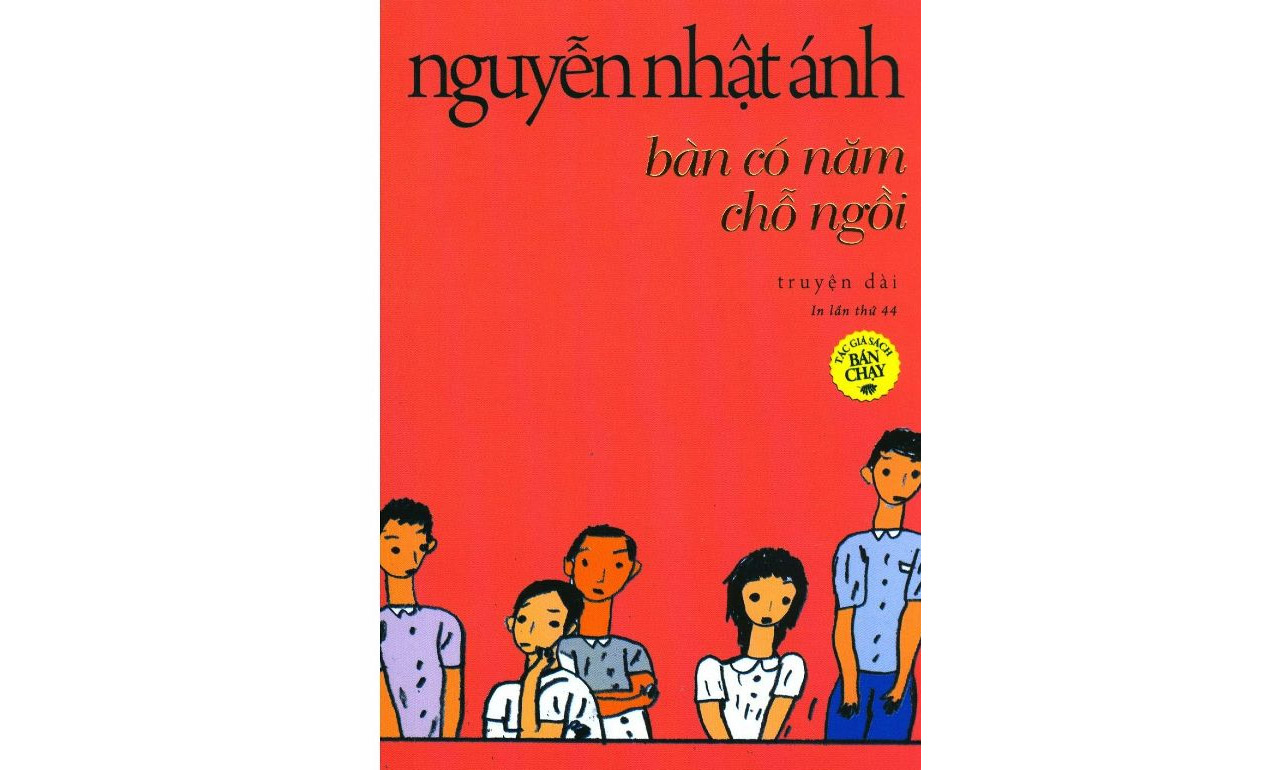 nguyễn nhật ánh
bàn có năm
chỗ ngồi
truyện dài
In lần thứ 44
TÁC GIẢ SÁCH
BÁN
CHẠY